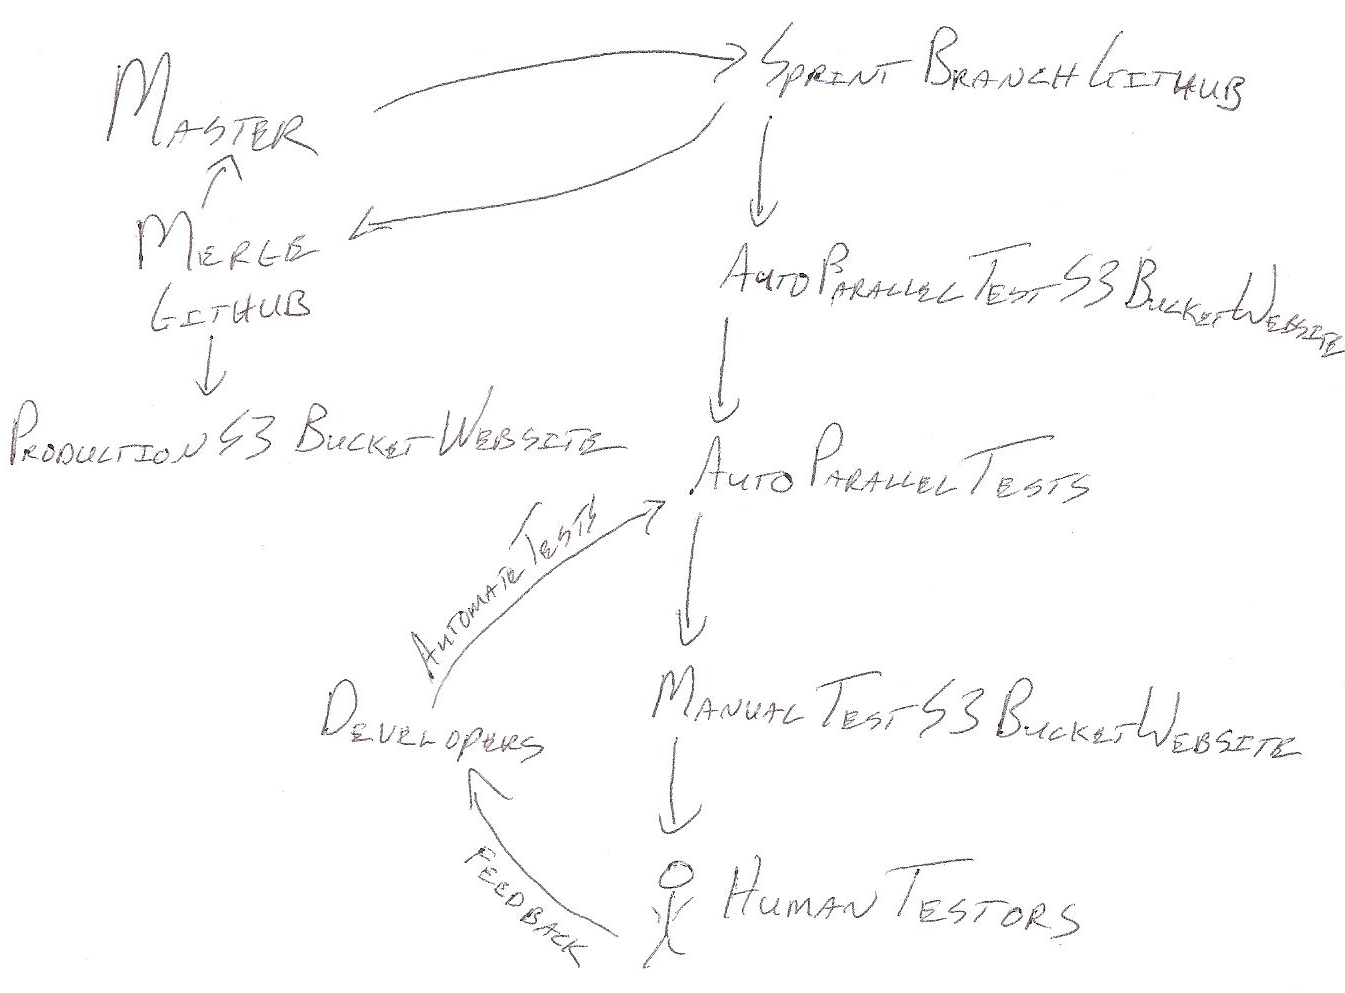 Master
Sprint Branch Github
Merge
Github
Auto Parallel Test S3 Bucket Website
Production S3 Bucket Website
Auto Parallel Tests
Automate Tests
Developers
Manual Test S3 Bucket Website
Feedback
Human Testors